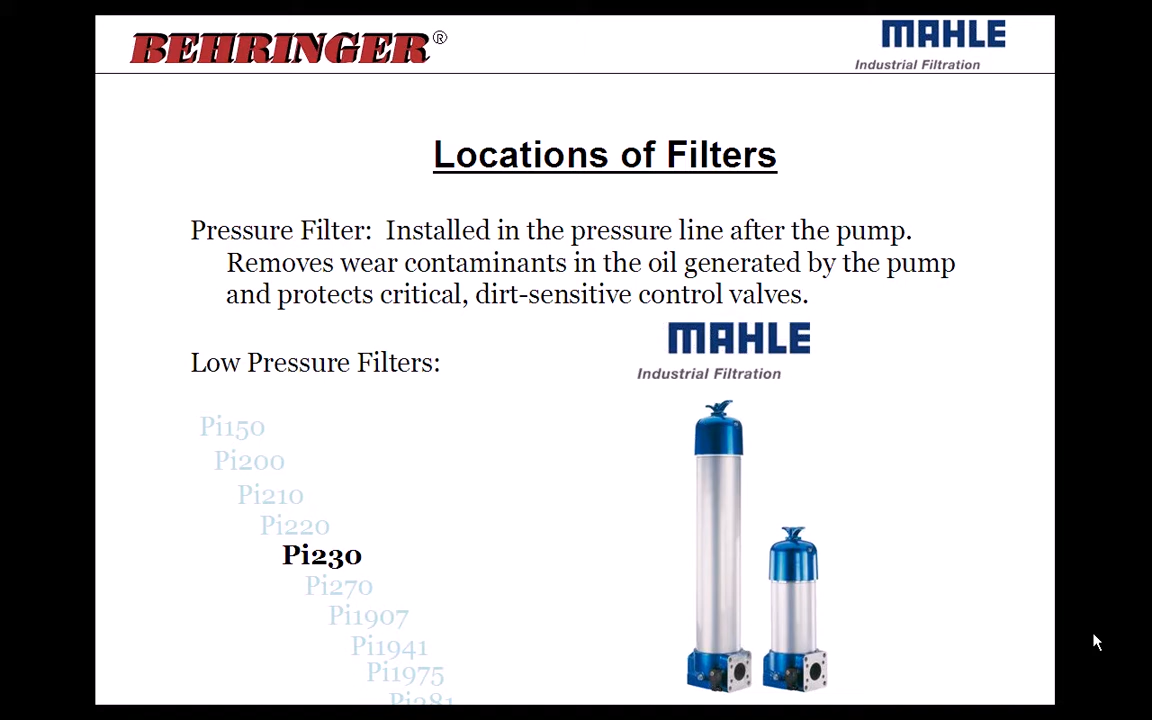 BEHRINGER®
MAHLE
Industrial Filtration
Locations of Filters
Pressure Filter: Installed in the pressure line after the pump.
Removes wear contaminants in the oil generated by the pump
and protects critical, dirt-sensitive control valves.
MAHLE
Industrial Filtration
Low Pressure Filters:
Pi150
Pi200
Pi210
Pi220
Pi230
Pi270
Pi1907
Pi1941
Pi1975
Pi281